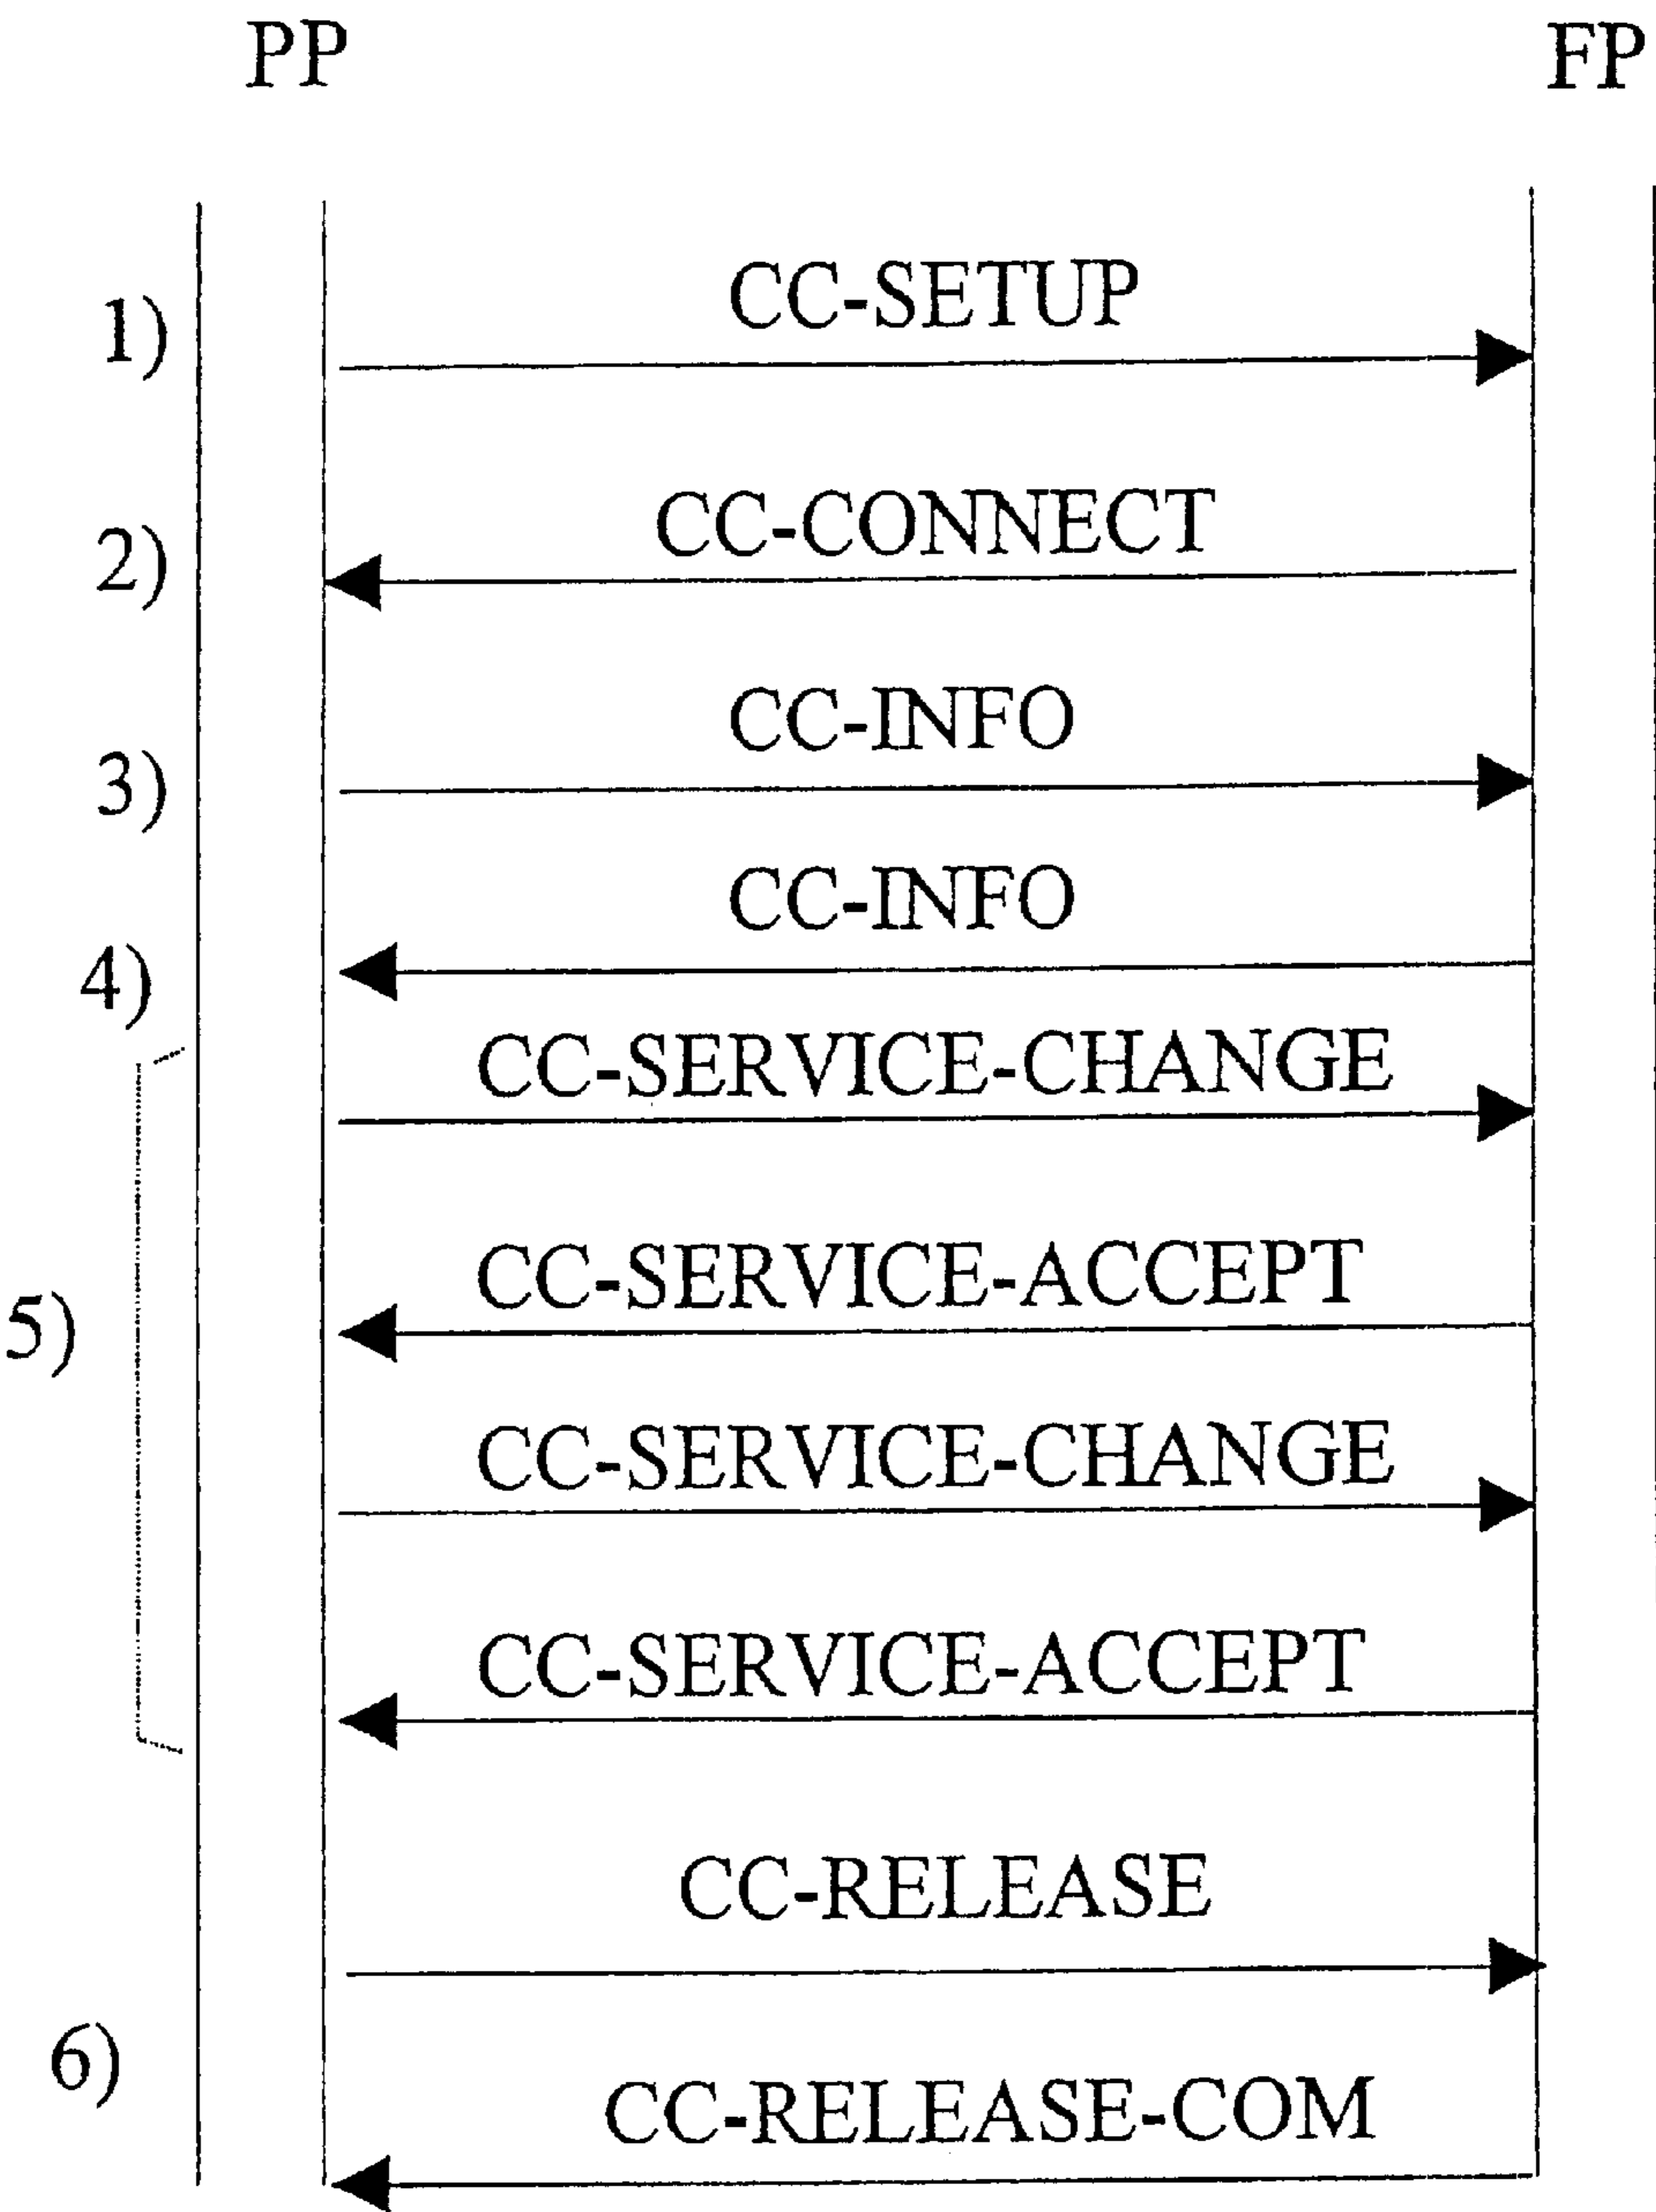 PP FP
1) CC-SETUP
2) CC-CONNECT
3) CC-INFO
CC-INFO
4)
CC-SERVICE-CHANGE
CC-SERVICE-ACCEPT
5)
CC-SERVICE-CHANGE
CC-SERVICE-ACCEPT
CC-RELEASE
6)
CC-RELEASE-COM